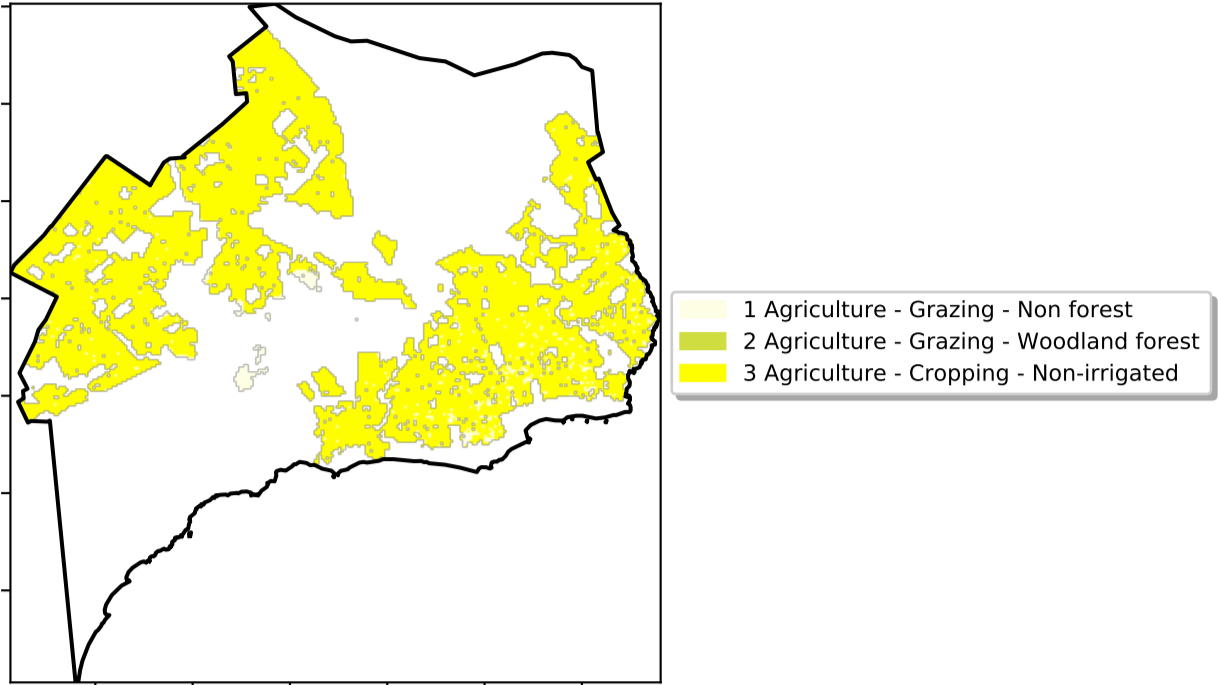 1 Agriculture - Grazing - Non forest
2 Agriculture - Grazing - Woodland forest
3 Agriculture - Cropping - Non-irrigated